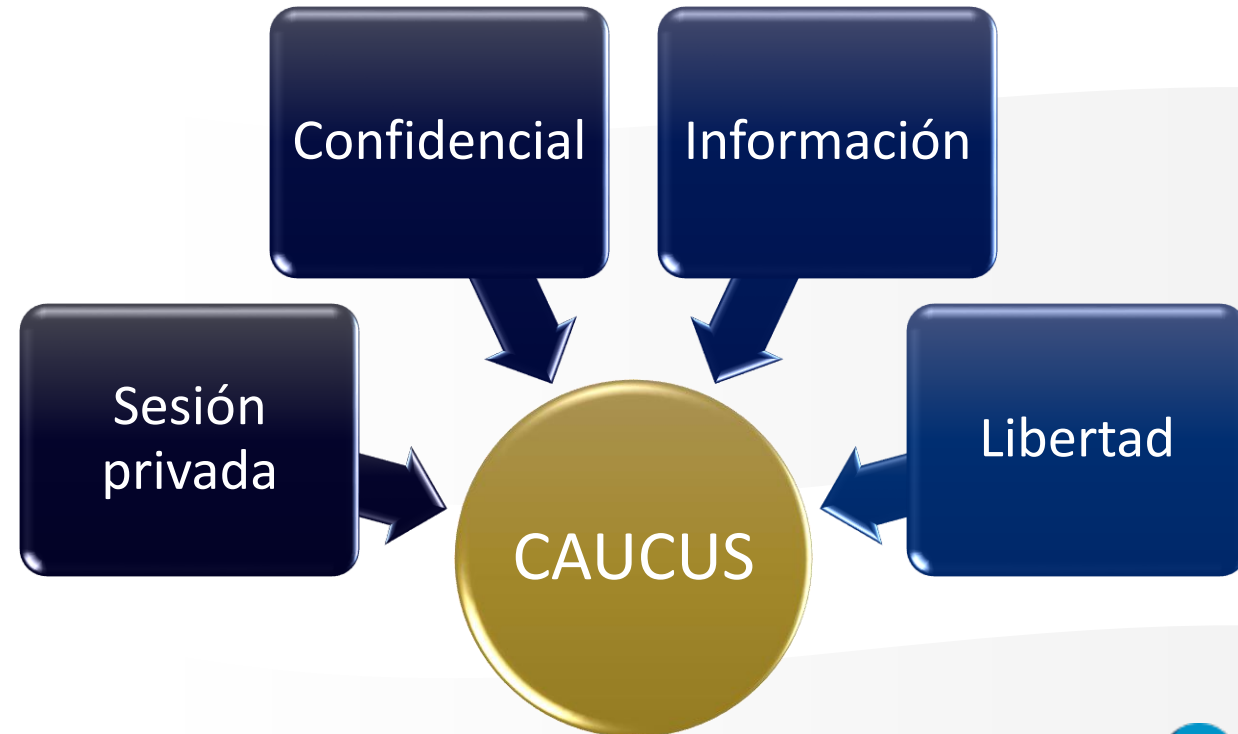 Confidencial
Información
Sesión
privada
Libertad
CAUCUS